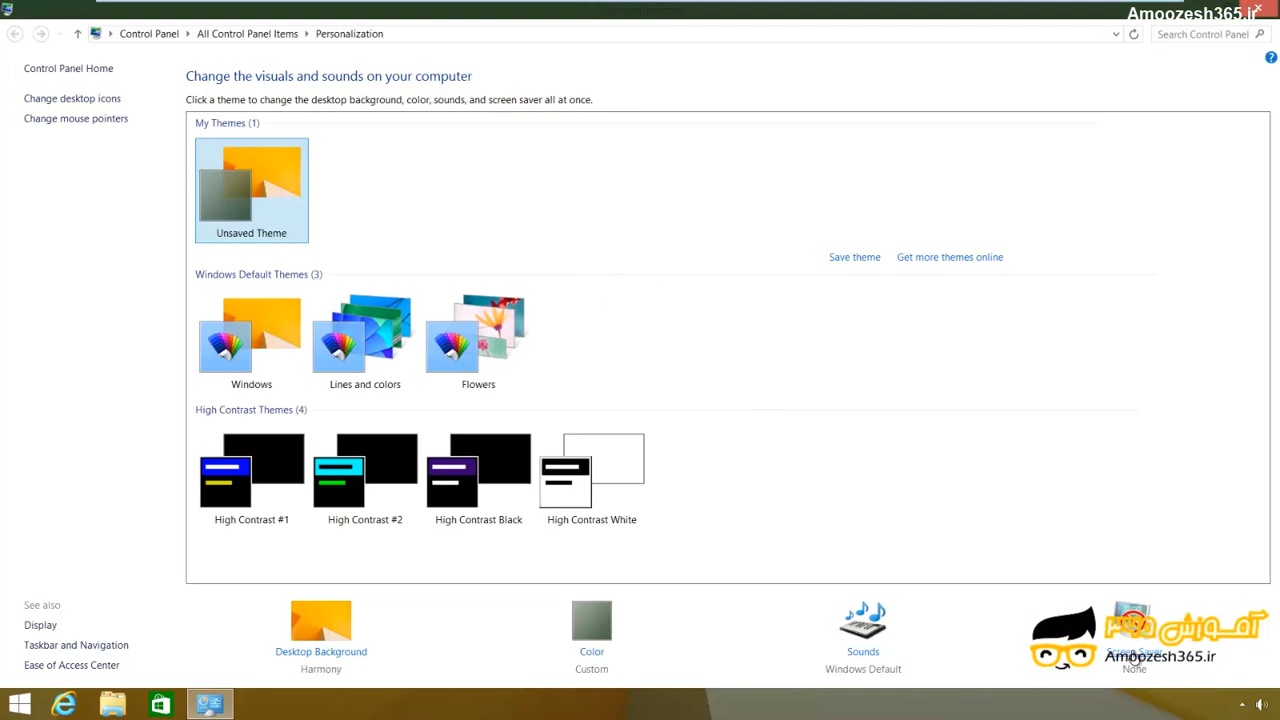 Amoozesh365.ir
Control Panel
All Control Panel Items
Personalization
Search Control Panel
Control Panel Home
Change desktop icons
Change mouse pointers
Change the visuals and sounds on your computer
Click a theme to change the desktop background, color, sounds, and screen saver all at once.
My Themes (1)
Unsaved Theme
Save theme
Get more themes online
Windows Default Themes (3)
Windows
Lines and colors
Flowers
High Contrast Themes (4)
High Contrast #1
High Contrast #2
High Contrast Black
High Contrast White
See also
Display
Taskbar and Navigation
Ease of Access Center
Desktop Background
Harmony
Color
Custom
Sounds
Windows Default
Screen Saver
None
آموزش ۳۶۵
Amoozesh365.ir